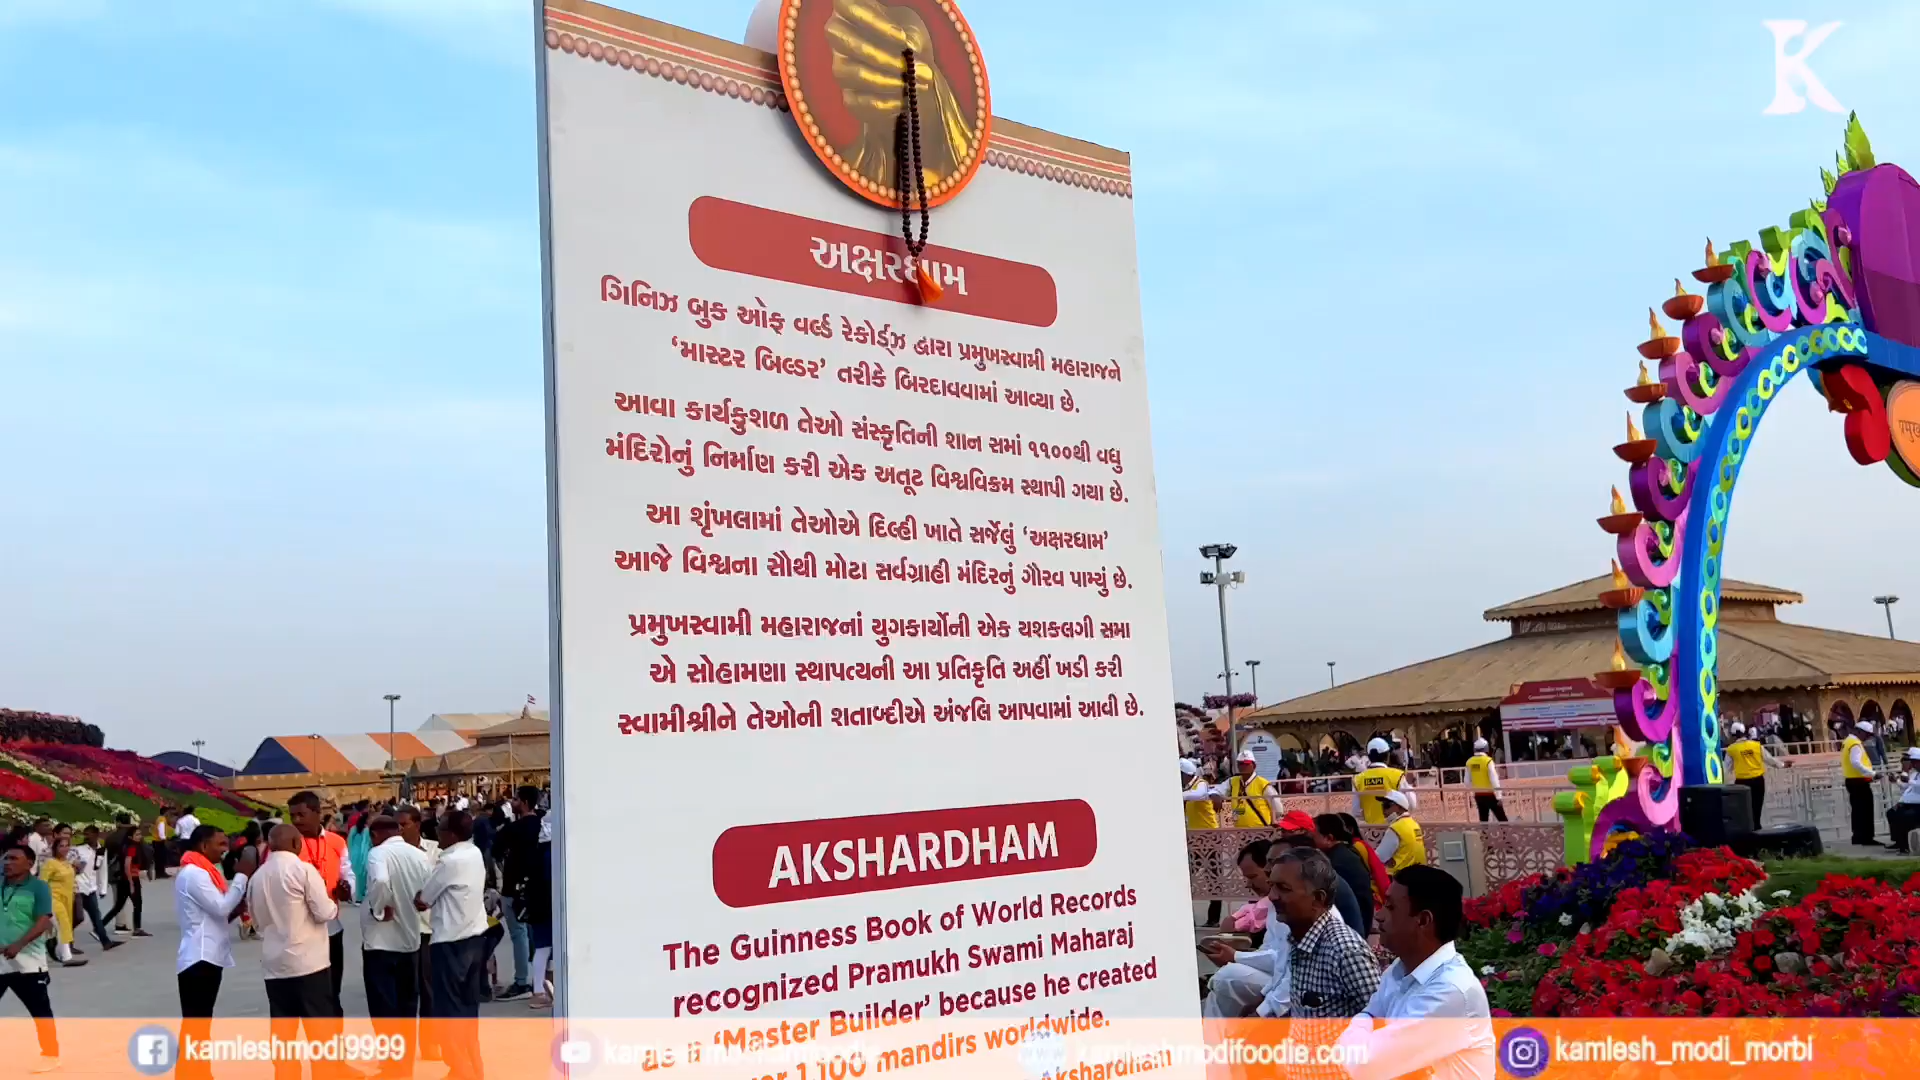 K
અક્ષરધામ
ગિનિઝ બુક ઓફ વર્લ્ડ રેકોર્ડ્ઝ દ્વારા પ્રમુખસ્વામી મહારાજને
‘માસ્ટર બિલ્ડર’ તરીકે બિરદાવવામાં આવ્યા છે.
આવા કાર્યકુશળ તેઓ સંસ્કૃતિની શાન સમાં ૧૧૦૦થી વધુ
મંદિરોનું નિર્માણ કરી એક અતૂટ વિશ્વવિક્રમ સ્થાપી ગયા છે.
આ શૃંખલામાં તેઓએ દિલ્હી ખાતે સર્જેલું ‘અક્ષરધામ’
આજે વિશ્વના સૌથી મોટા સર્વગ્રાહી મંદિરનું ગૌરવ પામ્યું છે.
પ્રમુખસ્વામી મહારાજનાં યુગકાર્યોની એક યશકલગી સમા
એ સોહામણા સ્થાપત્યની આ પ્રતિકૃતિ અહીં ખડી કરી
સ્વામીશ્રીને તેઓની શતાબ્દીએ અંજલિ આપવામાં આવી છે.
AKSHARDHAM
The Guinness Book of World Records
recognized Pramukh Swami Maharaj
as a ‘Master Builder’ because he created
1,100 mandirs worldwide.
Akshardham
kamleshmodi9999
kamlesh_modi_morbi